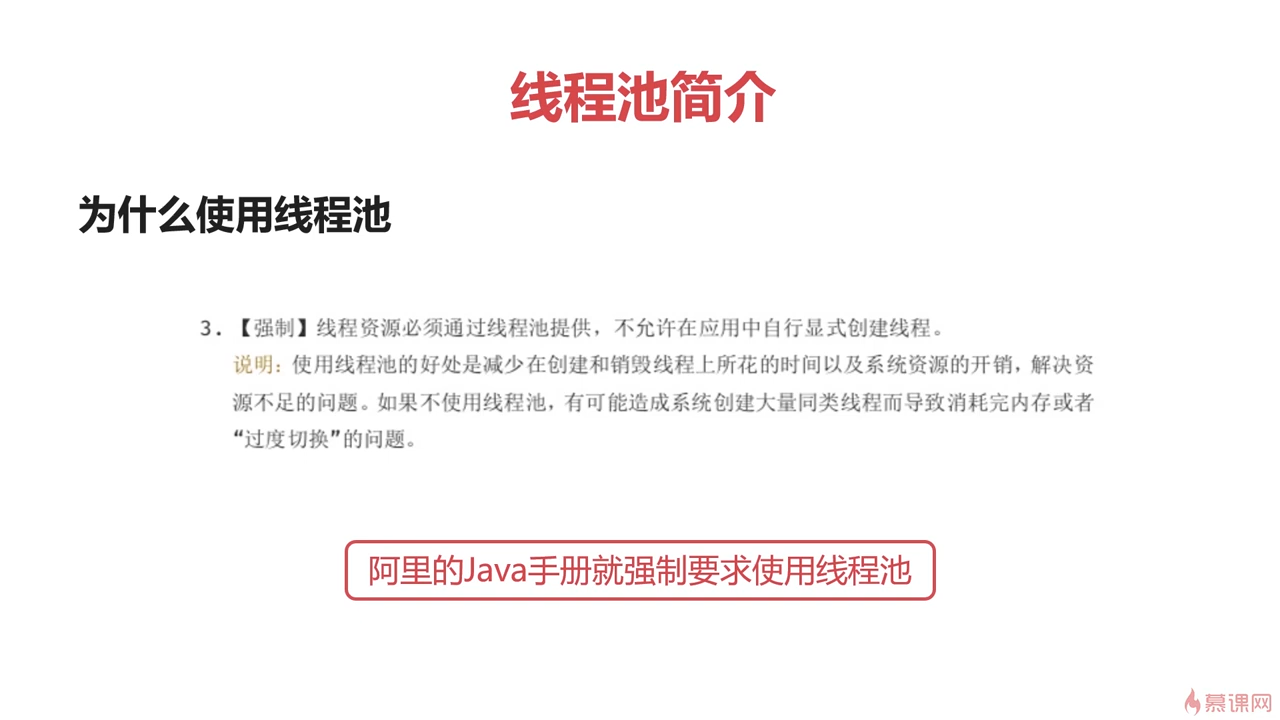 线程池简介
为什么使用线程池
3. 【强制】线程资源必须通过线程池提供，不允许在应用中自行显式创建线程。
说明：使用线程池的好处是减少在创建和销毁线程上所花的时间以及系统资源的开销，解决资
源不足的问题。如果不使用线程池，有可能造成系统创建大量同类线程而导致消耗完内存或者
“过度切换”的问题。
阿里的Java手册就强制要求使用线程池
慕课网